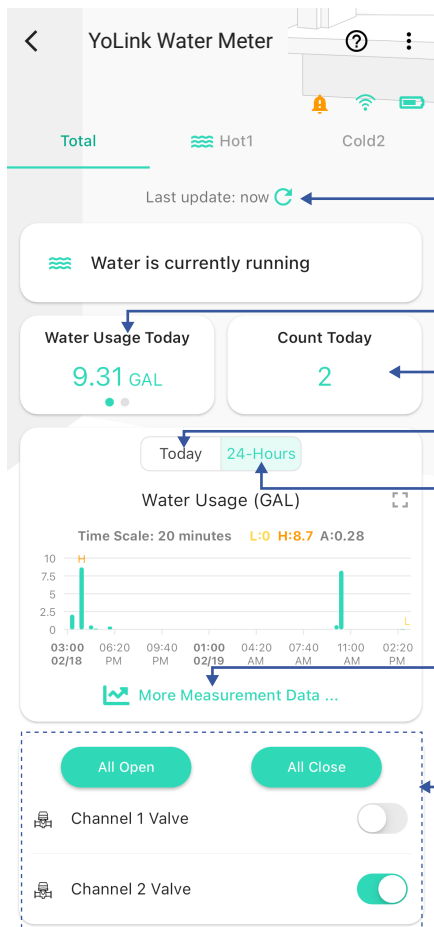 YoLink Water Meter
Total
Hot1
Cold2
Last update: now
Water is currently running
Water Usage Today
Count Today
9.31 GAL
2
Today
24-Hours
Water Usage (GAL)
Time Scale: 20 minutes L:0 H:8.7 A:0.28
10
7.5
5
2.5
0
H
L
03:00 06:20 09:40 01:00 04:20 07:40 11:00 02:20
02/18 PM PM 02/19 AM AM AM PM
More Measurement Data ...
All Open
All Close
Channel 1 Valve
Channel 2 Valve